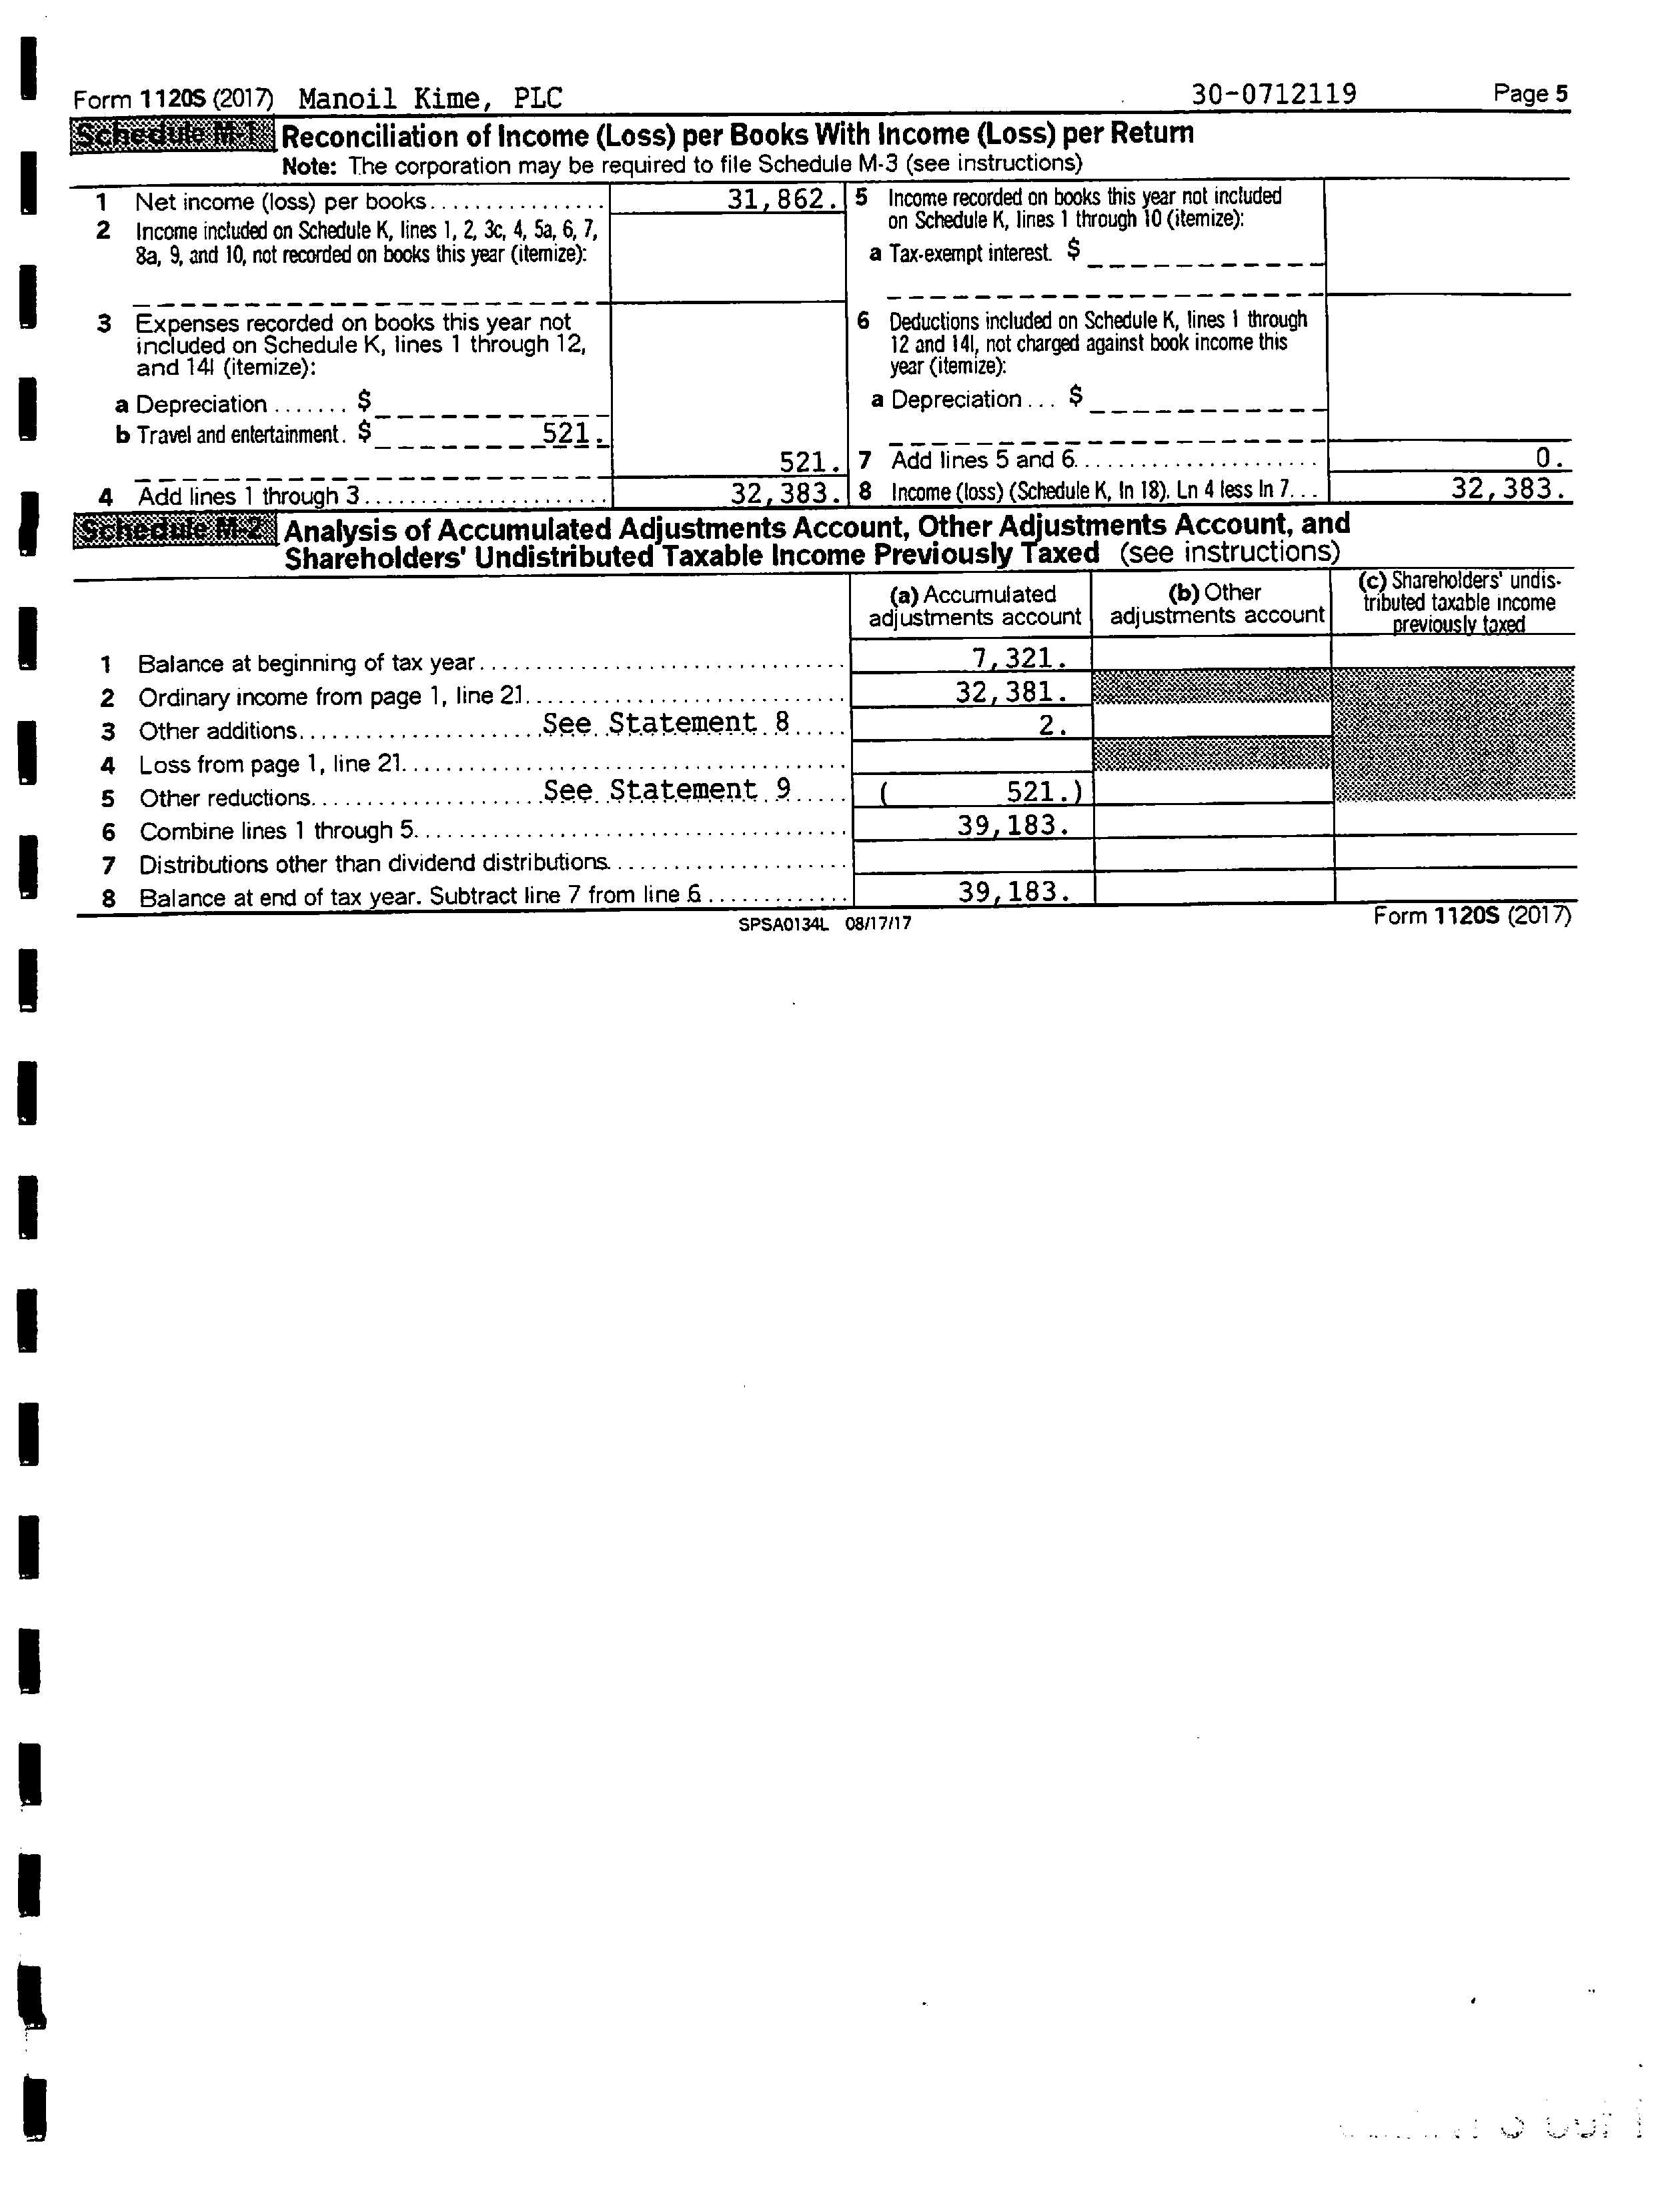 Form 1120S (2017) Manoil Kime, PLC 30-0712119 Page 5
Schedule M-1 Reconciliation of Income (Loss) per Books With Income (Loss) per Return
Note: The corporation may be required to file Schedule M-3 (see instructions)
1 Net income (loss) per books................ 31,862.
2 Income included on Schedule K, lines 1, 2, 3c, 4, 5a, 6, 7,
8a, 9, and 10, not recorded on books this year (itemize):
3 Expenses recorded on books this year not
included on Schedule K, lines 1 through 12,
and 14l (itemize):
a Depreciation ....... $
b Travel and entertainment. $ 521.
521.
4 Add lines 1 through 3...................... 32,383.
5 Income recorded on books this year not included
on Schedule K, lines 1 through 10 (itemize):
a Tax-exempt interest. $
6 Deductions included on Schedule K, lines 1 through
12 and 14l, not charged against book income this
year (itemize):
a Depreciation ... $
7 Add lines 5 and 6...................... 0.
8 Income (loss) (Schedule K, ln 18). Ln 4 less ln 7... 32,383.
Schedule M-2 Analysis of Accumulated Adjustments Account, Other Adjustments Account, and
Shareholders' Undistributed Taxable Income Previously Taxed (see instructions)
(a) Accumulated
adjustments account
(b) Other
adjustments account
(c) Shareholders' undis-
tributed taxable income
previously taxed
1 Balance at beginning of tax year................................. 7,321.
2 Ordinary income from page 1, line 21............................. 32,381.
3 Other additions......................See Statement 8..... 2.
4 Loss from page 1, line 21.........................................
5 Other reductions.....................See Statement 9..... ( 521.)
6 Combine lines 1 through 5....................................... 39,183.
7 Distributions other than dividend distributions......................
8 Balance at end of tax year. Subtract line 7 from line 6 ............. 39,183.
SPSA0134L 08/17/17
Form 1120S (2017)